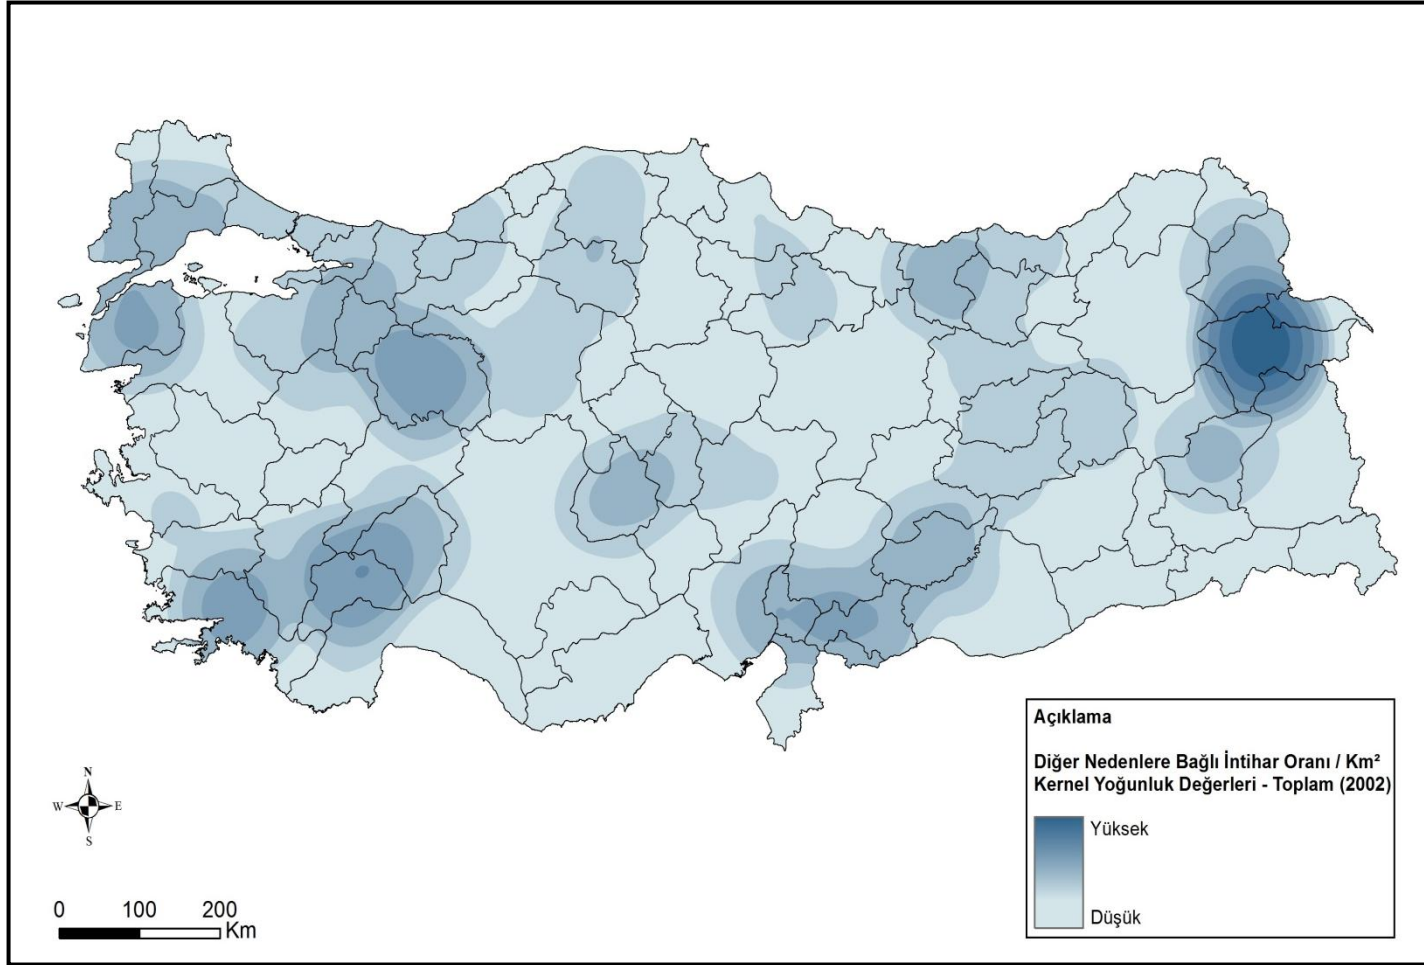 Açıklama
Diğer Nedenlere Bağlı İntihar Oranı / Km²
Kernel Yoğunluk Değerleri - Toplam (2002)
Yüksek
Düşük
N
W E
S
0 100 200
Km